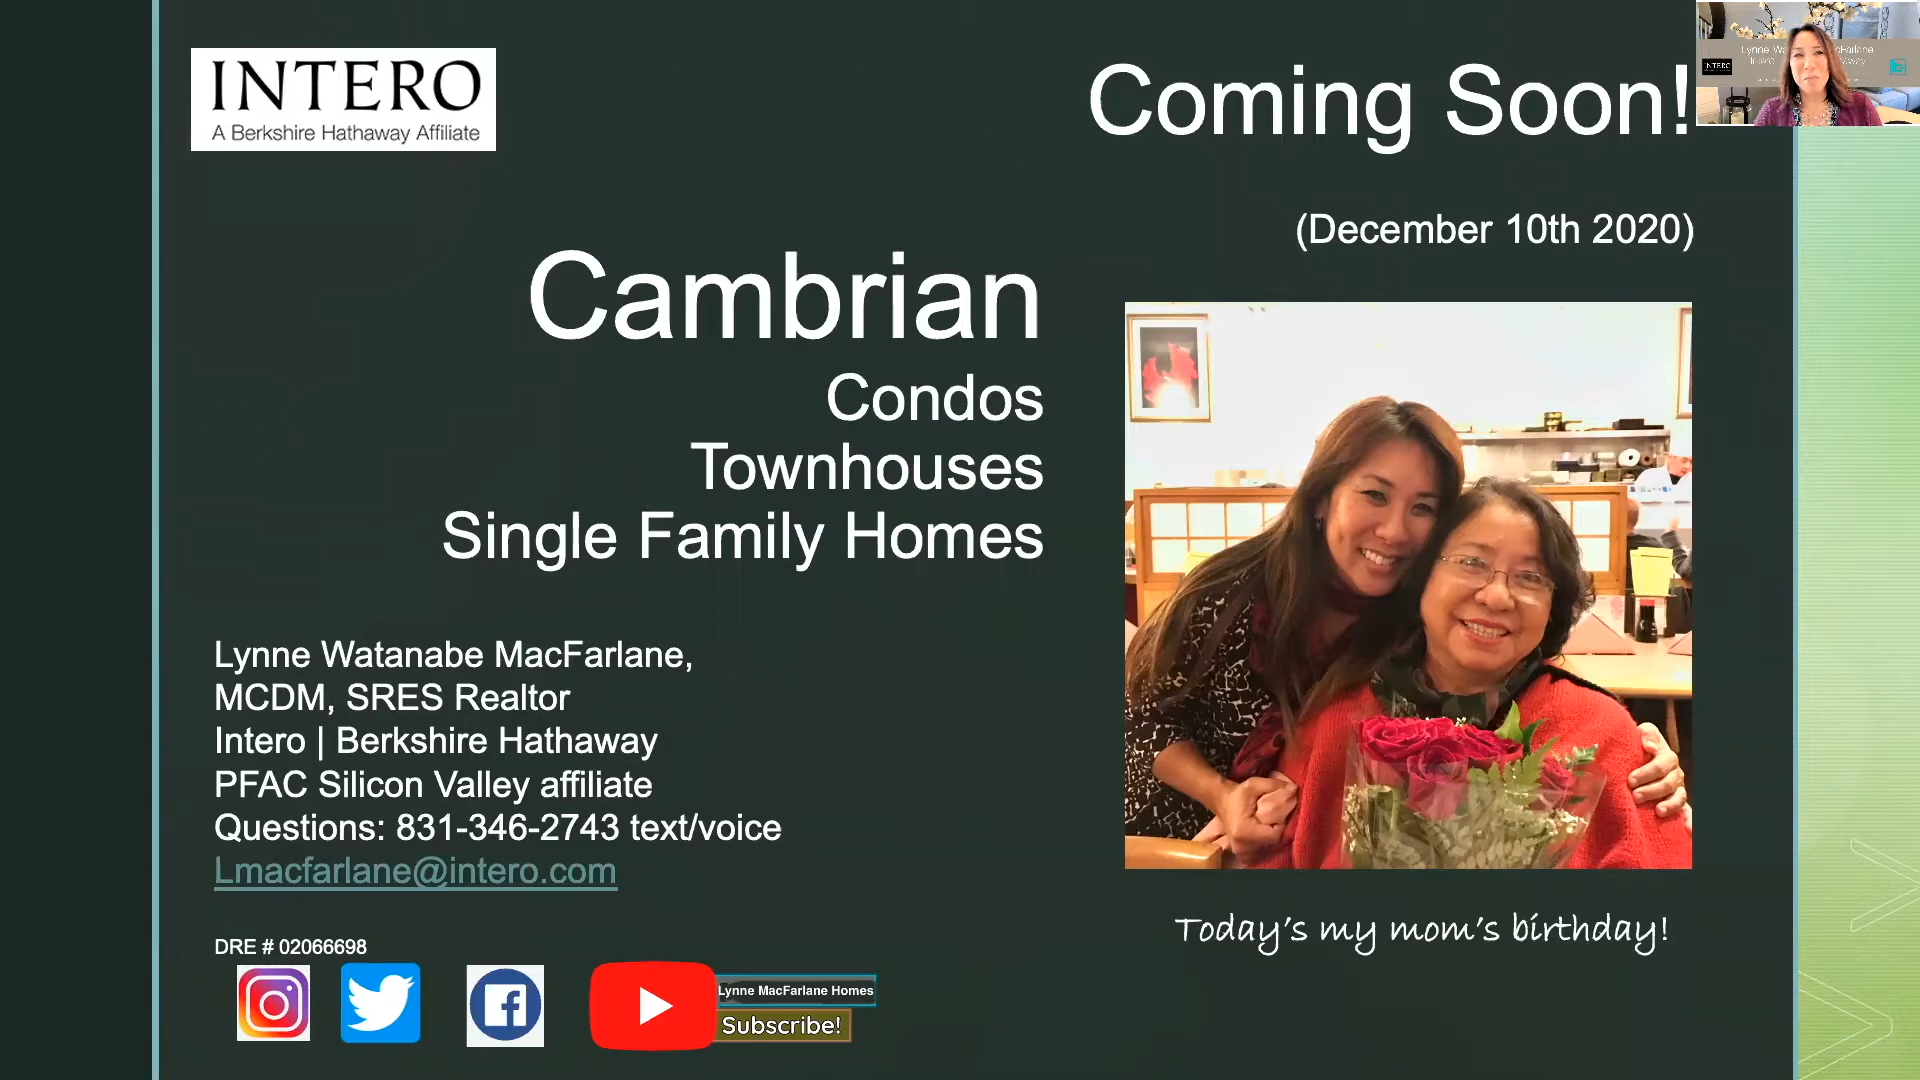 INTERO
A Berkshire Hathaway Affiliate
Coming Soon!
(December 10th 2020)
Cambrian
Condos
Townhouses
Single Family Homes
Lynne Watanabe MacFarlane,
MCDM, SRES Realtor
Intero | Berkshire Hathaway
PFAC Silicon Valley affiliate
Questions: 831-346-2743 text/voice
Lmacfarlane@intero.com
DRE # 02066698
Lynne MacFarlane Homes
Subscribe!
Today's my mom's birthday!
INTERO